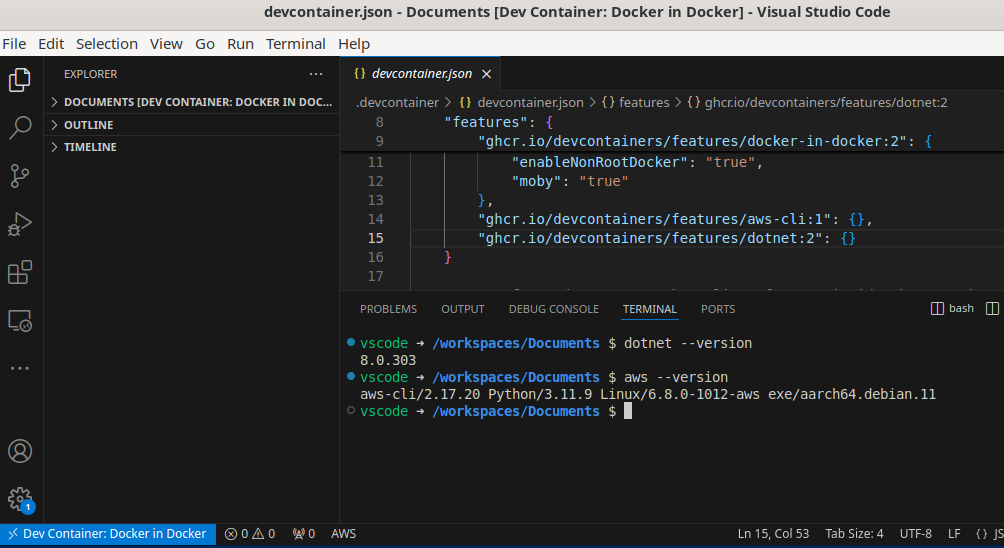 devcontainer.json - Documents [Dev Container: Docker in Docker] - Visual Studio Code
File Edit Selection View Go Run Terminal Help
EXPLORER ···
DOCUMENTS [DEV CONTAINER: DOCKER IN DOC...
OUTLINE
TIMELINE
{} devcontainer.json ×
.devcontainer > {} devcontainer.json > {} features > {} ghcr.io/devcontainers/features/dotnet:2
8 "features": {
9 "ghcr.io/devcontainers/features/docker-in-docker:2": {
11 "enableNonRootDocker": "true",
12 "moby": "true"
13 },
14 "ghcr.io/devcontainers/features/aws-cli:1": {},
15 "ghcr.io/devcontainers/features/dotnet:2": {}
16 }
17
PROBLEMS OUTPUT DEBUG CONSOLE TERMINAL PORTS bash
vscode → /workspaces/Documents $ dotnet --version
8.0.303
vscode → /workspaces/Documents $ aws --version
aws-cli/2.17.20 Python/3.11.9 Linux/6.8.0-1012-aws exe/aarch64.debian.11
vscode → /workspaces/Documents $
1
Dev Container: Docker in Docker 0 0 0 AWS Ln 15, Col 53 Tab Size: 4 UTF-8 LF {} JS